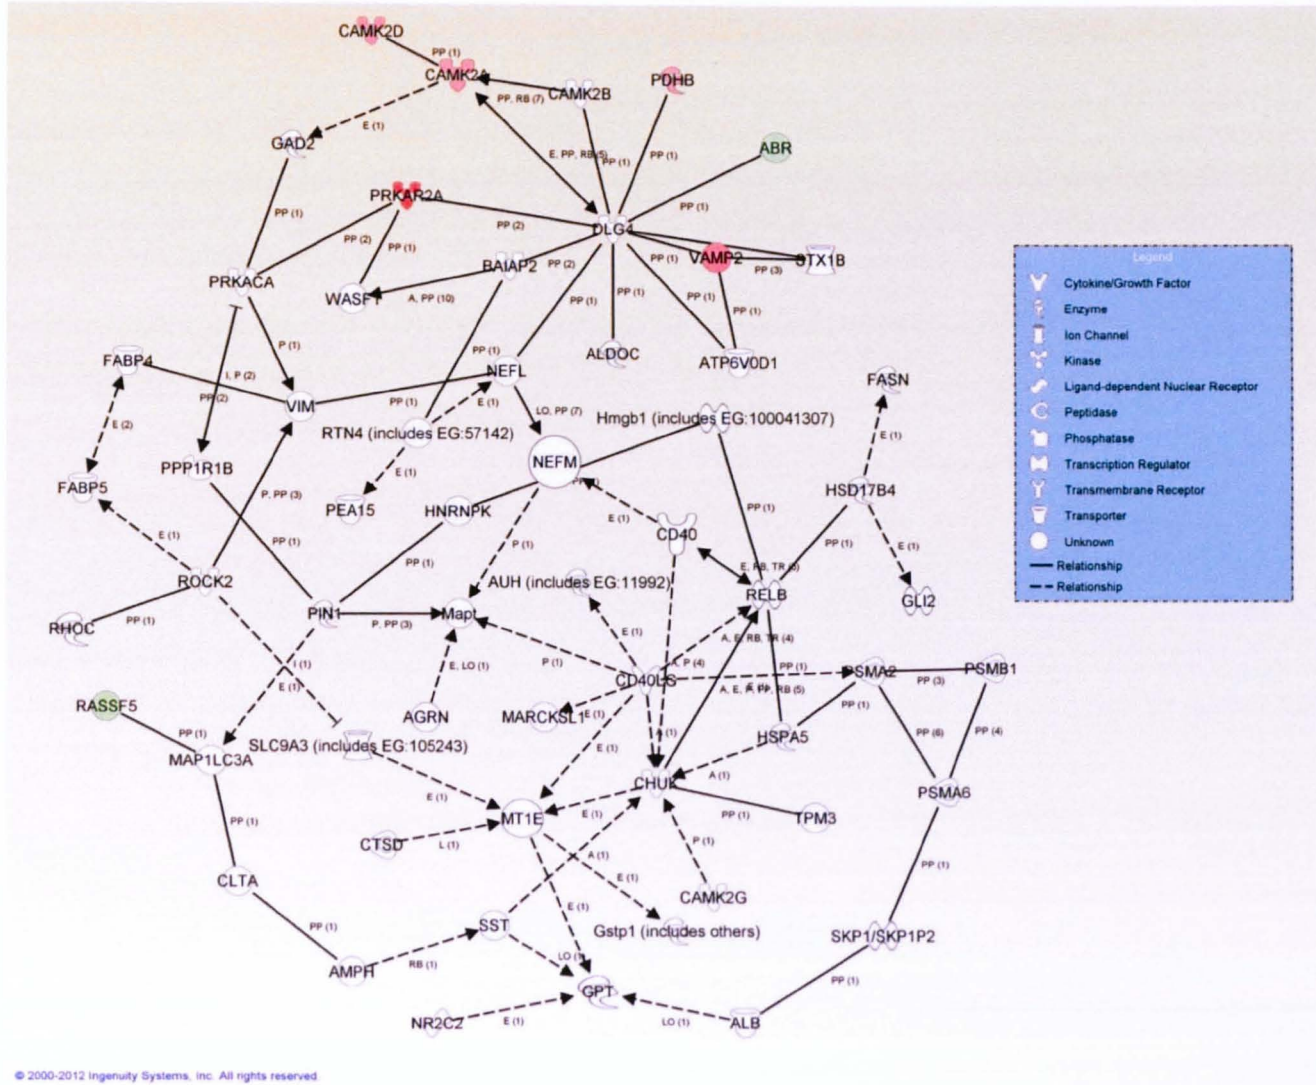 CAMK2D
PP (1)
CAMK2A
PDHB
CAMK2B
PP, RB (7)
E (1)
GAD2
ABR
E, PP, RB (5)
PP (1)
PP (1)
PRKAR2A
PP (1)
PP (1)
PP (2)
DLG4
PP (2)
PP (1)
BAIAP2
PP (2)
PP (1)
VAMP2
STX1B
PP (3)
PRKACA
WASF1
A, PP (10)
PP (1)
PP (1)
PP (1)
PP (1)
P (1)
PP (1)
ALDOC
ATP6V0D1
FABP4
NEFL
I, P (2)
PP (2)
FASN
VIM
PP (1)
E (1)
LO, PP (7)
Hmgb1 (includes EG:100041307)
E (2)
RTN4 (includes EG:57142)
E (1)
NEFM
PPP1R1B
E (1)
FABP5
PEA15
HNRNPK
HSD17B4
P, PP (3)
PP (1)
E (1)
E (1)
CD40
PP (1)
P (1)
PP (1)
E (1)
PP (1)
E, RB, TR (5)
ROCK2
AUH (includes EG:11992)
RELB
GLI2
PIN1
P, PP (3)
Mapt
RHOC
PP (1)
E (1)
A, E, RB, TR (4)
I (1)
P (1)
A, P (4)
PP (1)
PSMA2
PSMB1
CD40LG
PP (3)
E (1)
E, LO (1)
A, E, P, PP, RB (5)
RASSF5
PP (1)
AGRN
MARCKSL1
E (1)
PP (1)
SLC9A3 (includes EG:105243)
E (1)
HSPA5
PP (6)
PP (4)
MAP1LC3A
A (1)
CHUK
PSMA6
E (1)
E (1)
PP (1)
TPM3
PP (1)
MT1E
CTSD
L (1)
P (1)
A (1)
PP (1)
CLTA
E (1)
CAMK2G
E (1)
PP (1)
SST
Gstp1 (includes others)
SKP1/SKP1P2
AMPH
RB (1)
PP (1)
GPT
NR2C2
E (1)
LO (1)
ALB
Legend
Cytokine/Growth Factor
Enzyme
Ion Channel
Kinase
Ligand-dependent Nuclear Receptor
Peptidase
Phosphatase
Transcription Regulator
Transmembrane Receptor
Transporter
Unknown
Relationship
Relationship
© 2000-2012 Ingenuity Systems, Inc. All rights reserved.